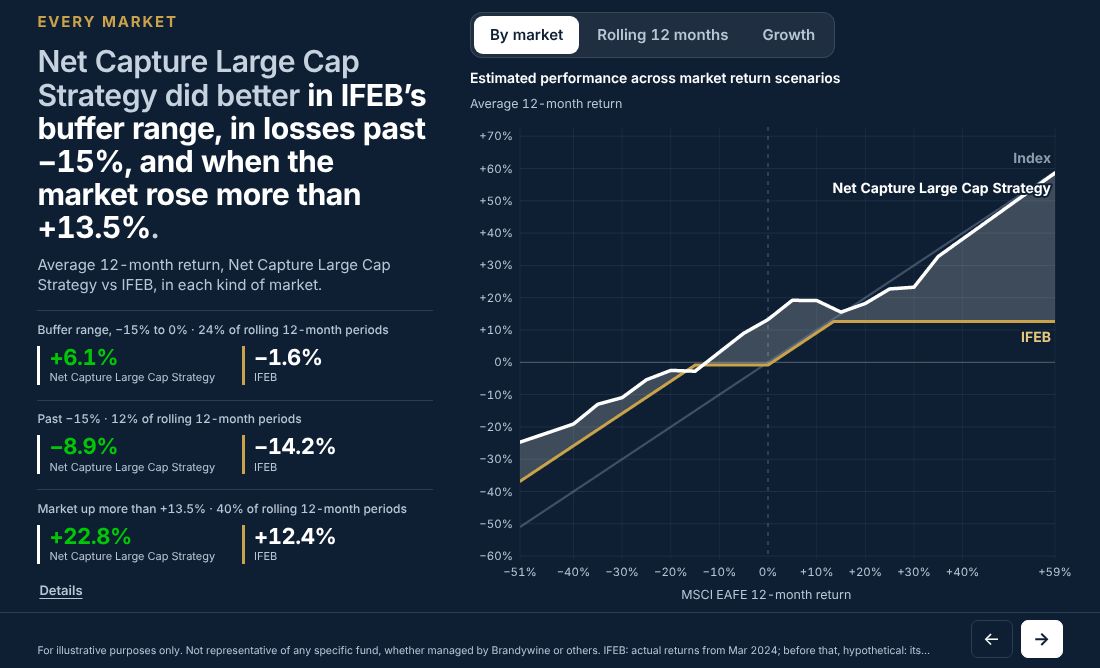 EVERY MARKET
Net Capture Large Cap
Strategy did better in IFEB’s
buffer range, in losses past
−15%, and when the
market rose more than
+13.5%.
Average 12-month return, Net Capture Large Cap
Strategy vs IFEB, in each kind of market.
Buffer range, −15% to 0% · 24% of rolling 12-month periods
+6.1%
Net Capture Large Cap Strategy
−1.6%
IFEB
Past −15% · 12% of rolling 12-month periods
−8.9%
Net Capture Large Cap Strategy
−14.2%
IFEB
Market up more than +13.5% · 40% of rolling 12-month periods
+22.8%
Net Capture Large Cap Strategy
+12.4%
IFEB
Details
By market
Rolling 12 months
Growth
Estimated performance across market return scenarios
Average 12-month return
+70%
+60%
+50%
+40%
+30%
+20%
+10%
0%
−10%
−20%
−30%
−40%
−50%
−60%
Index
Net Capture Large Cap Strategy
IFEB
−51% −40% −30% −20% −10% 0% +10% +20% +30% +40% +59%
MSCI EAFE 12-month return
For illustrative purposes only. Not representative of any specific fund, whether managed by Brandywine or others. IFEB: actual returns from Mar 2024; before that, hypothetical: its...
← →